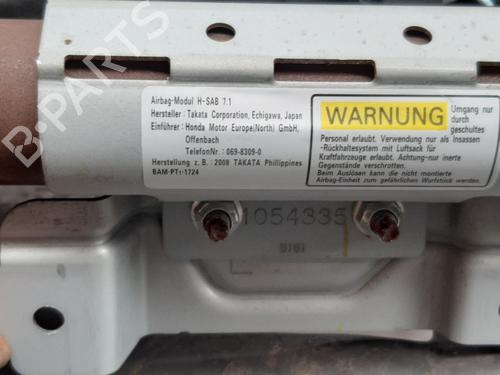 B-PARTS
Airbag-Modul H-SAB 7.1
Hersteller : Takata Corporation, Echigawa, Japan
Einführer : Honda Motor Europe(North) GmbH,
Offenbach
TelefonNr. : 069-8309-0
Herstellung z. B.: 2008 TAKATA Phillippines
BAM-PT1-1724
WARNUNG
Umgang nur
durch
geschultes
Personal erlaubt. Verwendung nur als Insassen
-Rückhaltesystem mit Luftsack für
Kraftfahrzeuge erlaubt, Achtung-nur inerte
Gegenstände verschieben.
Beim Auslösen kann die nicht montierte
Airbag-Einheit zum gefährlichen Wurfstück werden.
1054335